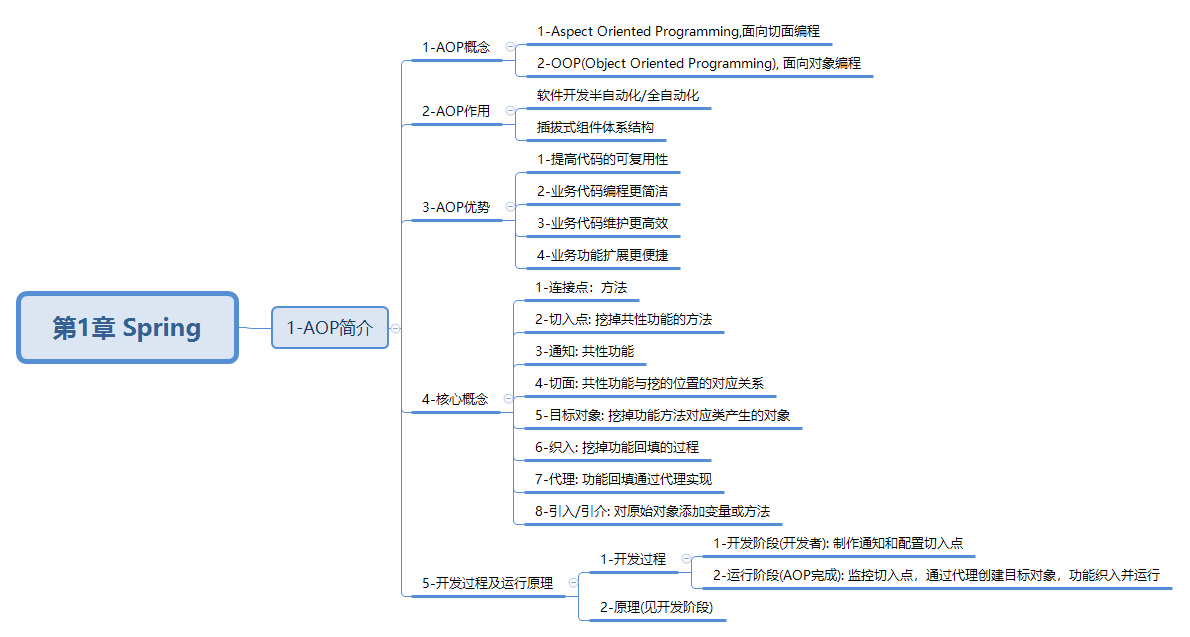 第1章 Spring
1-AOP简介
1-AOP概念
1-Aspect Oriented Programming,面向切面编程
2-OOP(Object Oriented Programming), 面向对象编程
2-AOP作用
软件开发半自动化/全自动化
插拔式组件体系结构
3-AOP优势
1-提高代码的可复用性
2-业务代码编程更简洁
3-业务代码维护更高效
4-业务功能扩展更便捷
4-核心概念
1-连接点：方法
2-切入点: 挖掉共性功能的方法
3-通知: 共性功能
4-切面: 共性功能与挖的位置的对应关系
5-目标对象: 挖掉功能方法对应类产生的对象
6-织入: 挖掉功能回填的过程
7-代理: 功能回填通过代理实现
8-引入/引介: 对原始对象添加变量或方法
5-开发过程及运行原理
1-开发过程
1-开发阶段(开发者): 制作通知和配置切入点
2-运行阶段(AOP完成): 监控切入点，通过代理创建目标对象，功能织入并运行
2-原理(见开发阶段)